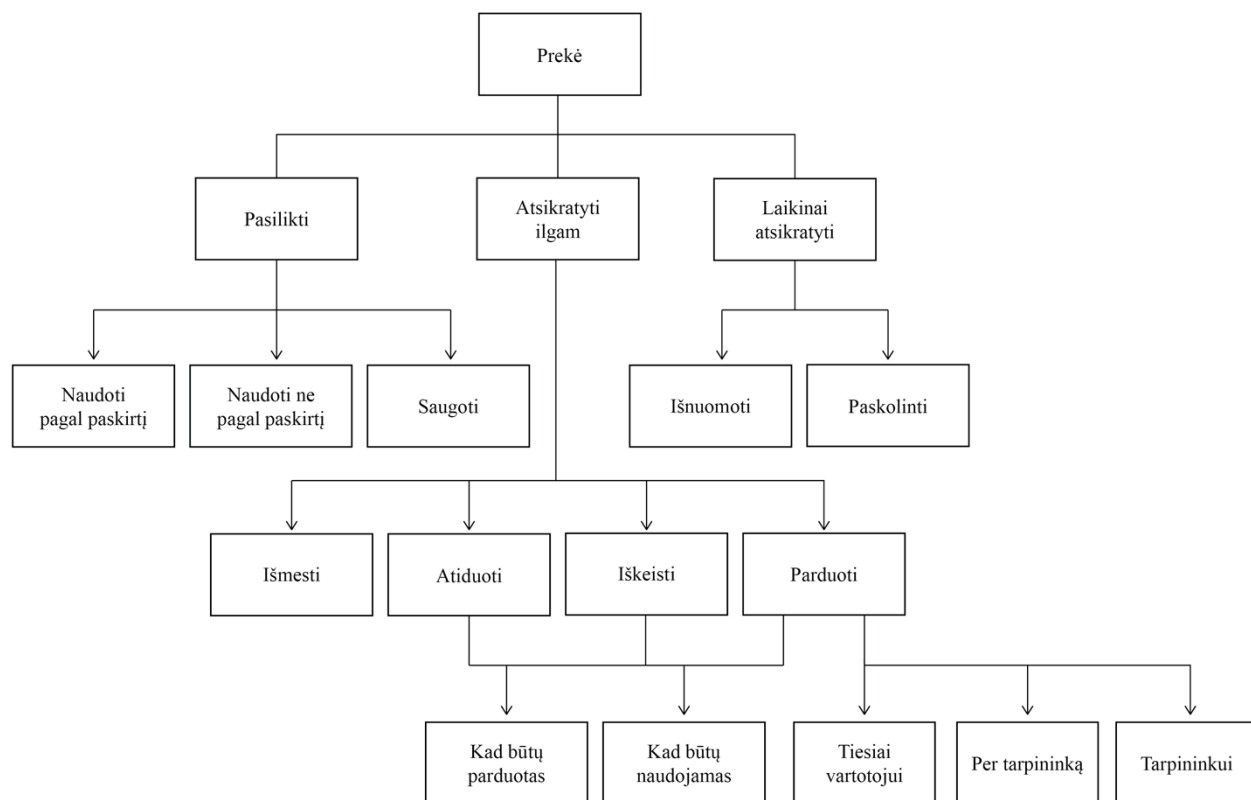 Prekė
Pasilikti
Atsikratyti
ilgam
Laikinai
atsikratyti
Naudoti
pagal paskirtį
Naudoti ne
pagal paskirtį
Saugoti
Išnuomoti
Paskolinti
Išmesti
Atiduoti
Iškeisti
Parduoti
Kad būtų
parduotas
Kad būtų
naudojamas
Tiesiai
vartotojui
Per tarpininką
Tarpininkui